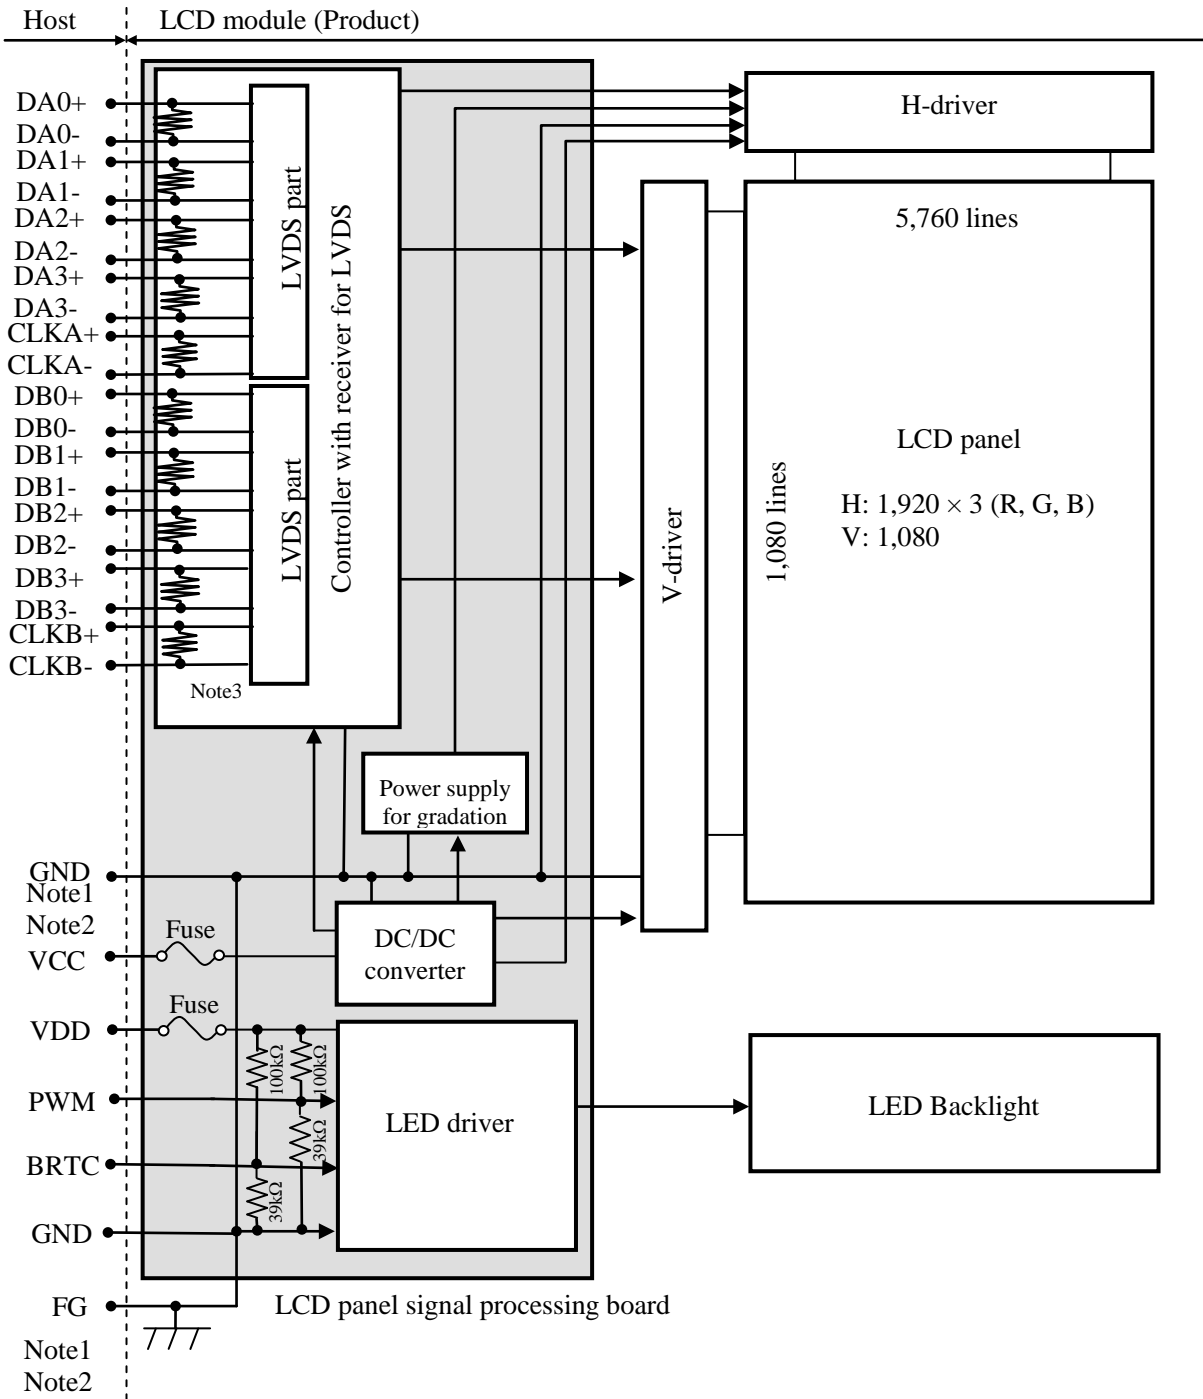 Host
LCD module (Product)
DA0+
DA0-
DA1+
DA1-
DA2+
DA2-
DA3+
DA3-
CLKA+
CLKA-
DB0+
DB0-
DB1+
DB1-
DB2+
DB2-
DB3+
DB3-
CLKB+
CLKB-
LVDS part
LVDS part
Controller with receiver for LVDS
Note3
H-driver
5,760 lines
LCD panel
H: 1,920 × 3 (R, G, B)
V: 1,080
1,080 lines
V-driver
Power supply
for gradation
GND
Note1
Note2
VCC
Fuse
DC/DC
converter
VDD
Fuse
100kΩ
100kΩ
PWM
39kΩ
BRTC
39kΩ
GND
LED driver
LED Backlight
FG
Note1
Note2
LCD panel signal processing board